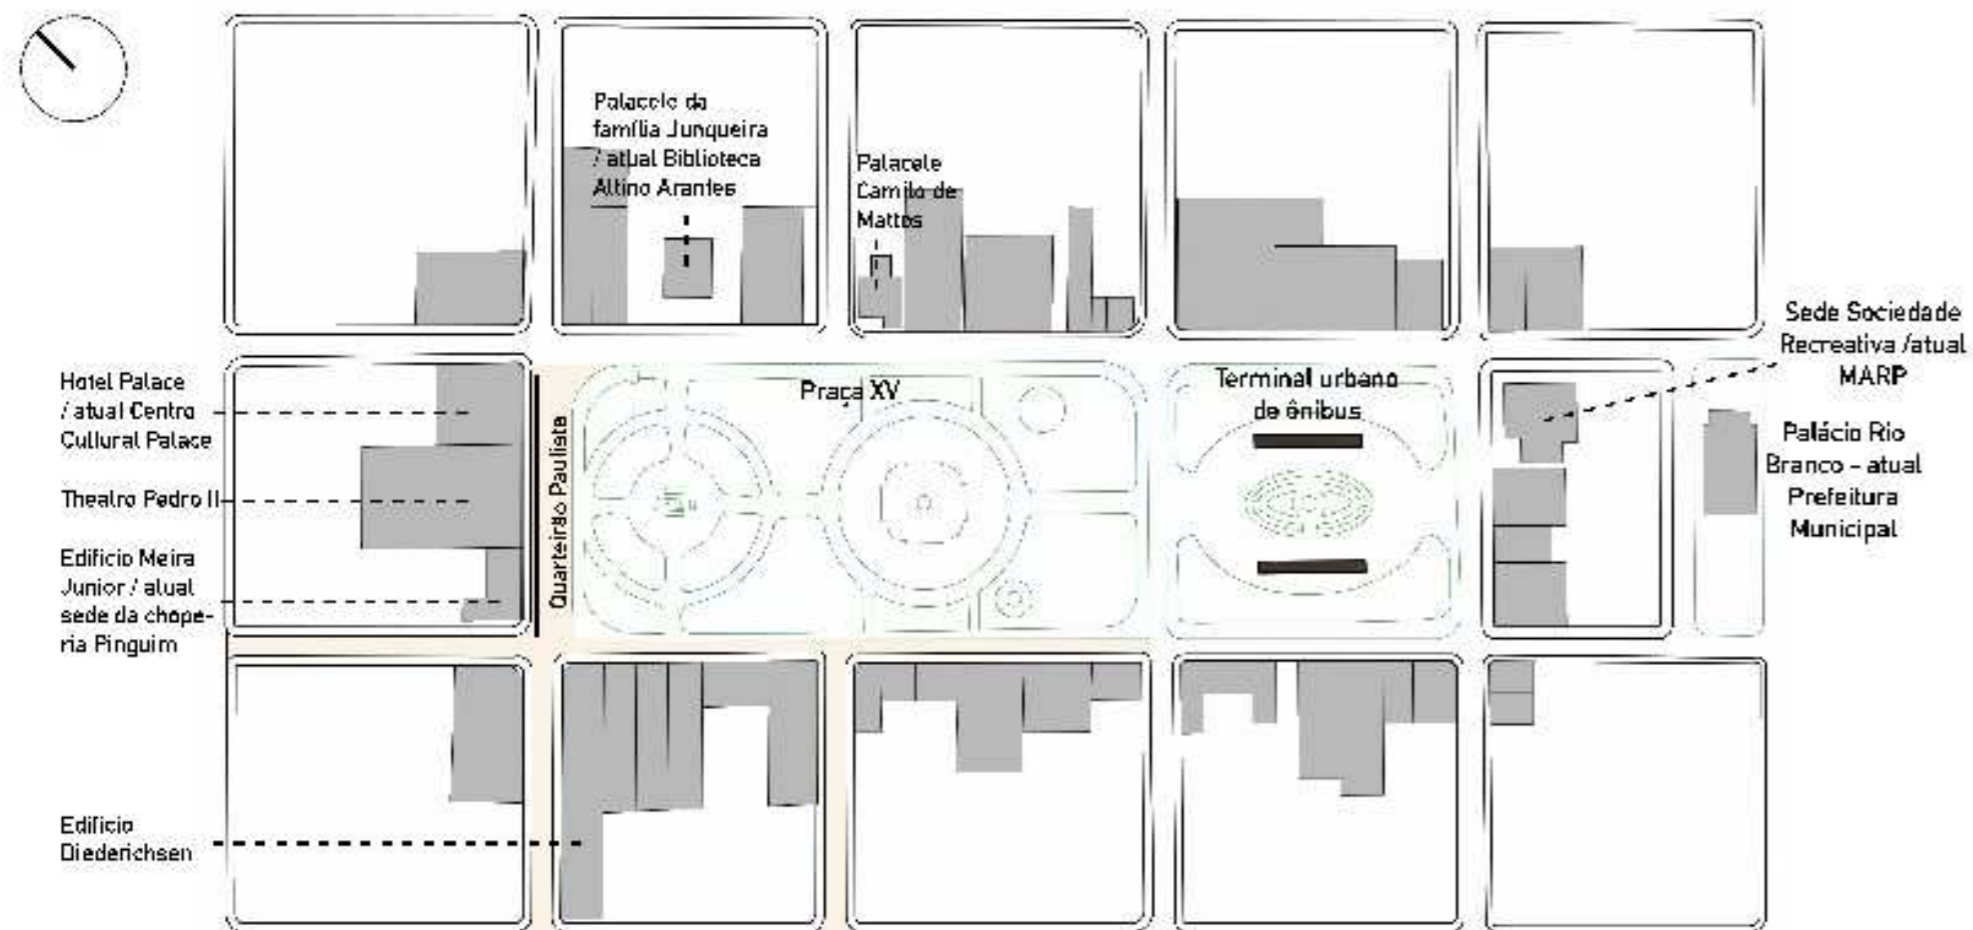 Palacete da
família Junqueira
/ atual Biblioteca
Altino Arantes
Palacete
Camilo de
Mattos
Sede Sociedade
Recreativa /atual
MARP
Hotel Palace
/ atual Centro
Cultural Palace
Praça XV
Terminal urbano
de ônibus
Palácio Rio
Branco - atual
Prefeitura
Municipal
Theatro Pedro II
Quarteirão Paulista
Edifício Meira
Junior / atual
sede da chope-
ria Pinguim
Edifício
Diederichsen